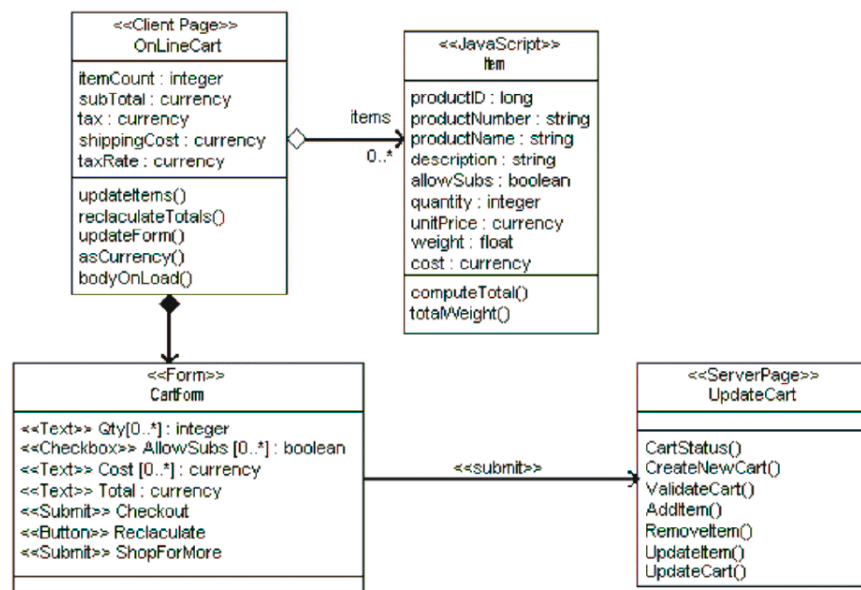 <<Client Page>>
OnLineCart
itemCount : integer
subTotal : currency
tax : currency
shippingCost : currency
taxRate : currency
updateItems()
reclaculateTotals()
updateForm()
asCurrency()
bodyOnLoad()
items
0..*
<<JavaScript>>
Item
productID : long
productNumber : string
productName : string
description : string
allowSubs : boolean
quantity : integer
unitPrice : currency
weight : float
cost : currency
computeTotal()
totalWeight()
<<Form>>
CartForm
<<Text>> Qty[0..*] : integer
<<Checkbox>> AllowSubs [0..*] : boolean
<<Text>> Cost [0..*] : currency
<<Text>> Total : currency
<<Submit>> Checkout
<<Button>> Reclaculate
<<Submit>> ShopForMore
<<submit>>
<<ServerPage>>
UpdateCart
CartStatus()
CreateNewCart()
ValidateCart()
AddItem()
RemoveItem()
UpdateItem()
UpdateCart()